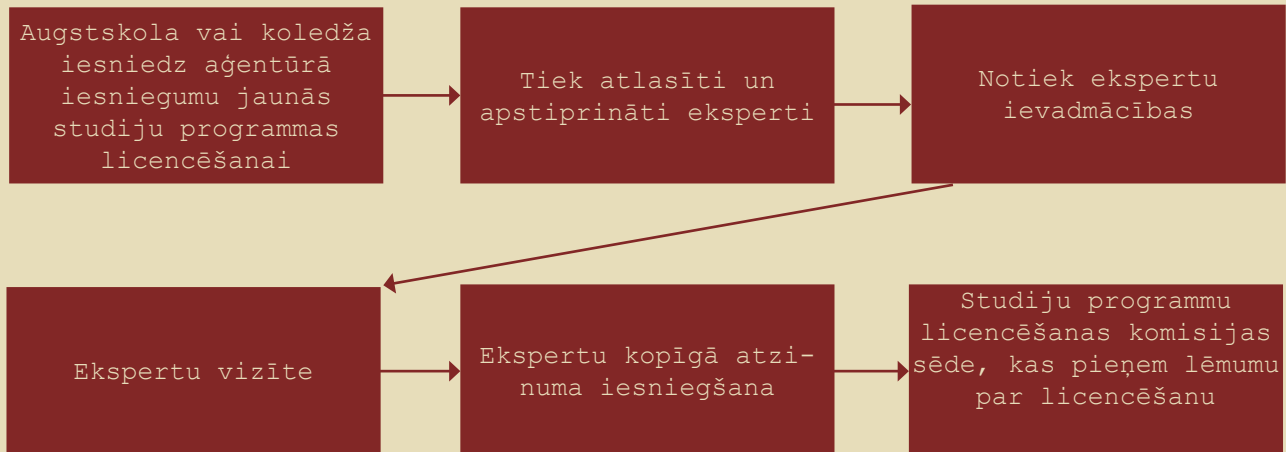 Augstskola vai koledža
iesniedz aģentūrā
iesniegumu jaunās
studiju programmas
licencēšanai
Tiek atlasīti un
apstiprināti eksperti
Notiek ekspertu
ievadmācības
Ekspertu vizīte
Ekspertu kopīgā atzi-
numa iesniegšana
Studiju programmu
licencēšanas komisijas
sēde, kas pieņem lēmumu
par licencēšanu